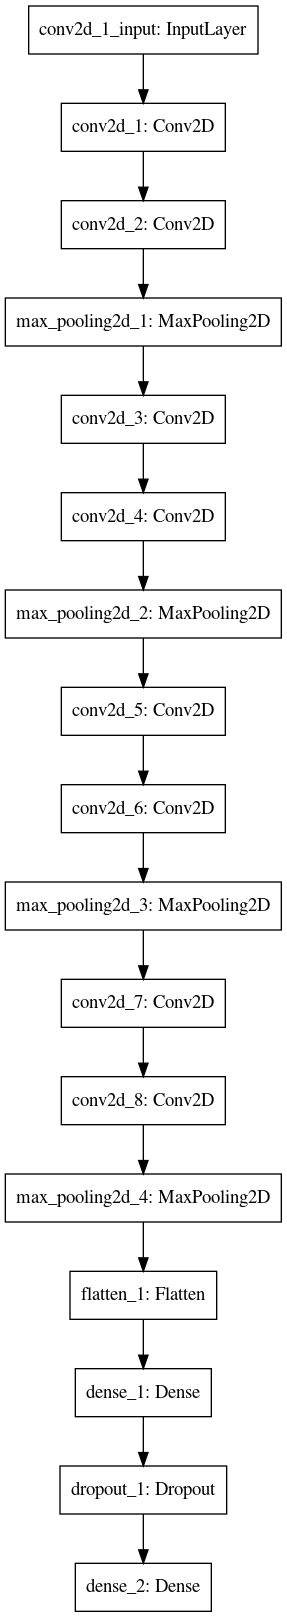 conv2d_1_input: InputLayer
conv2d_1: Conv2D
conv2d_2: Conv2D
max_pooling2d_1: MaxPooling2D
conv2d_3: Conv2D
conv2d_4: Conv2D
max_pooling2d_2: MaxPooling2D
conv2d_5: Conv2D
conv2d_6: Conv2D
max_pooling2d_3: MaxPooling2D
conv2d_7: Conv2D
conv2d_8: Conv2D
max_pooling2d_4: MaxPooling2D
flatten_1: Flatten
dense_1: Dense
dropout_1: Dropout
dense_2: Dense